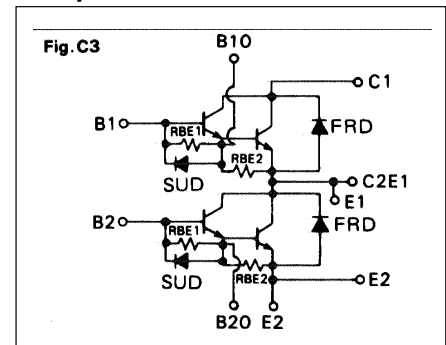 Fig.C3
B10
C1
B1
RBE1
FRD
RBE2
SUD
C2E1
E1
B2
RBE1
FRD
SUD
RBE2
E2
B20
E2